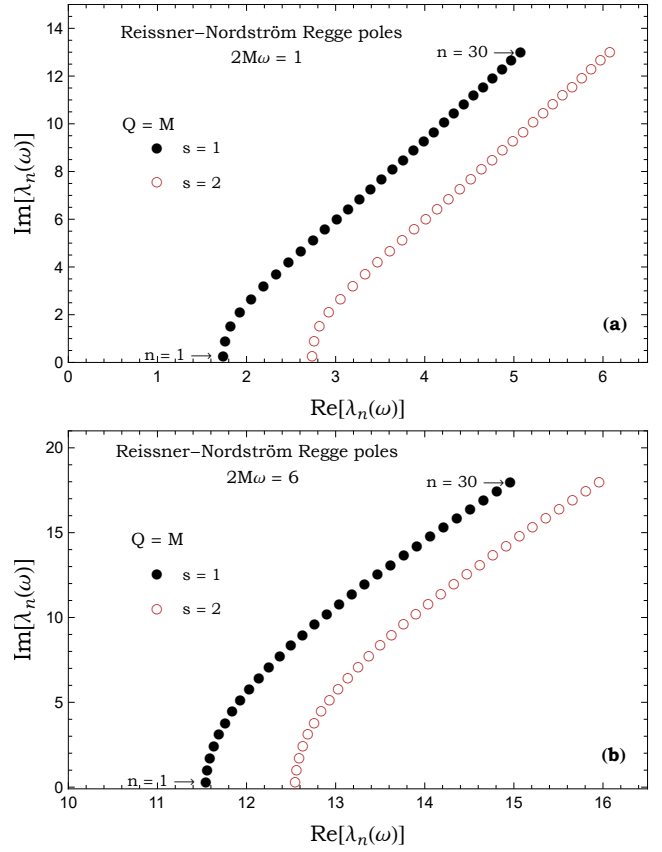 Reissner–Nordström Regge poles
2Mω = 1
n = 30
Q = M
s = 1
s = 2
n = 1
(a)
Im[λn(ω)]
14
12
10
8
6
4
2
0
0 1 2 3 4 5 6
Re[λn(ω)]
Reissner–Nordström Regge poles
2Mω = 6
n = 30
Q = M
s = 1
s = 2
n = 1
(b)
Im[λn(ω)]
20
15
10
5
0
10 11 12 13 14 15 16
Re[λn(ω)]